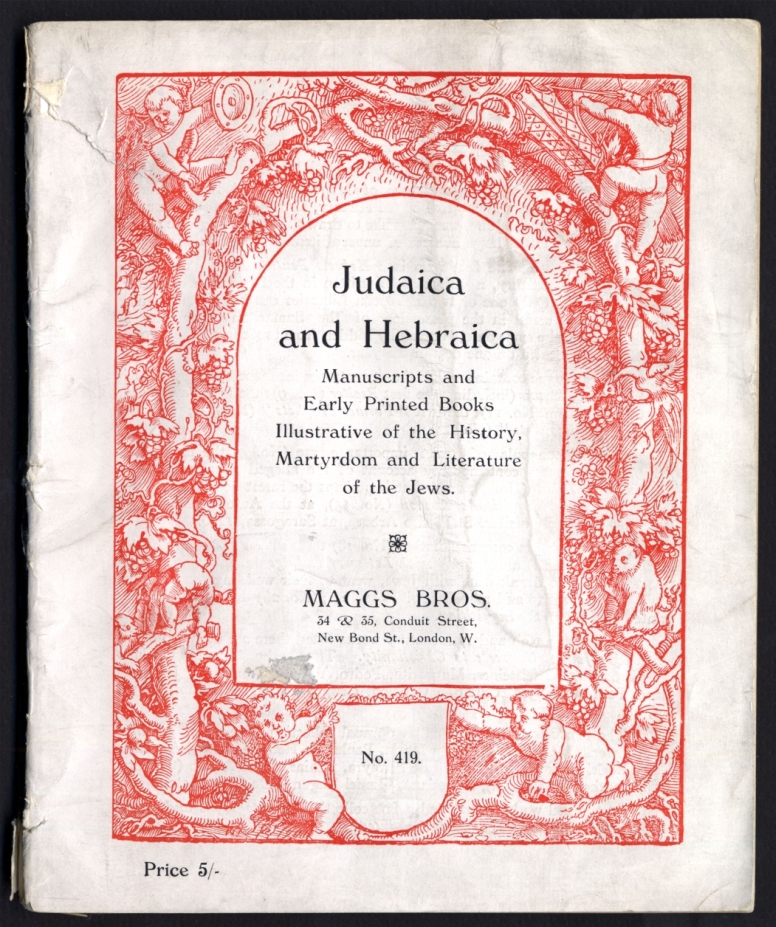 Judaica
and Hebraica
Manuscripts and
Early Printed Books
Illustrative of the History,
Martyrdom and Literature
of the Jews.
MAGGS BROS.
34 & 35, Conduit Street,
New Bond St., London, W.
No. 419.
Price 5/-